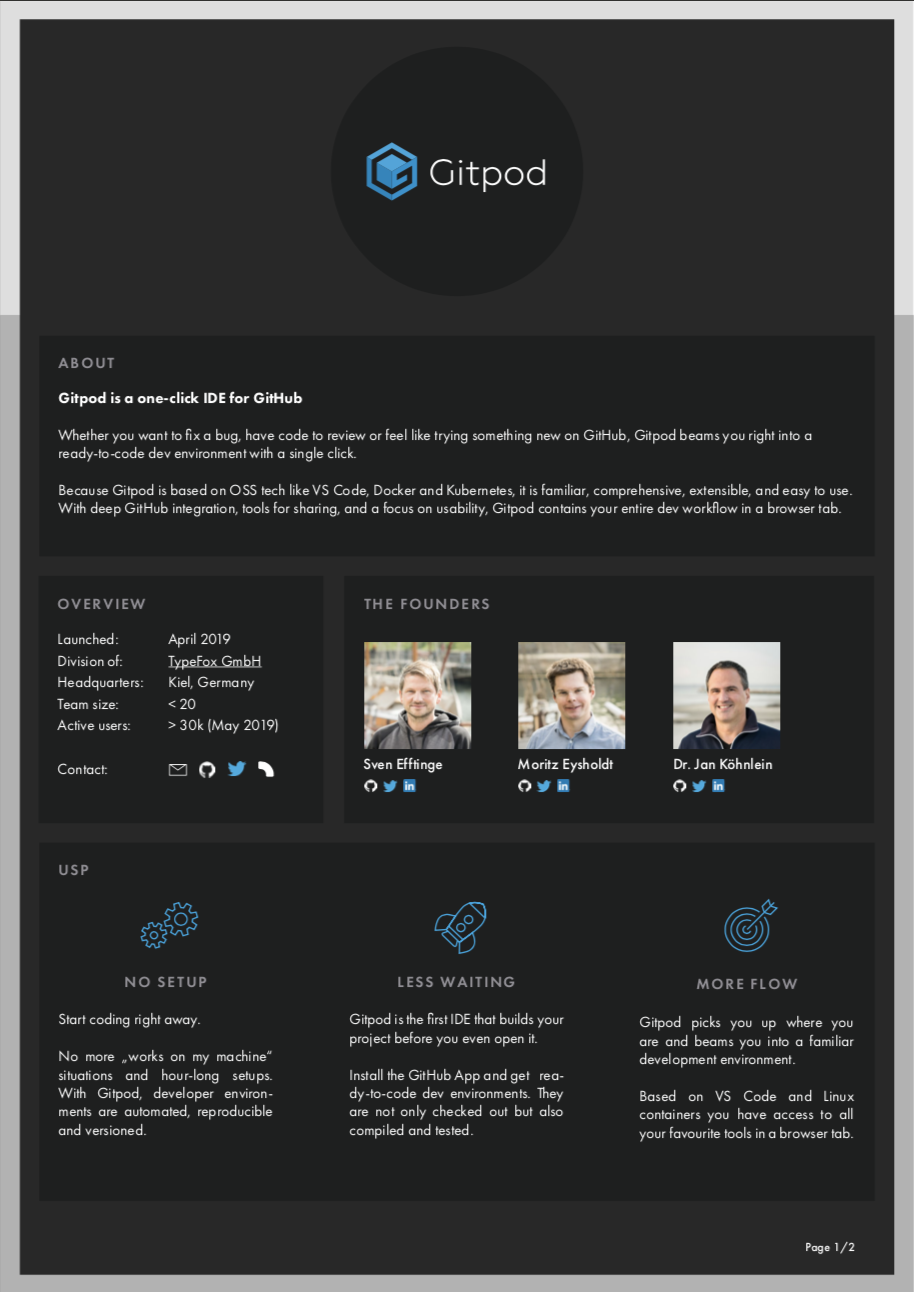 Gitpod
ABOUT
Gitpod is a one-click IDE for GitHub
Whether you want to fix a bug, have code to review or feel like trying something new on GitHub, Gitpod beams you right into a
ready-to-code dev environment with a single click.
Because Gitpod is based on OSS tech like VS Code, Docker and Kubernetes, it is familiar, comprehensive, extensible, and easy to use.
With deep GitHub integration, tools for sharing, and a focus on usability, Gitpod contains your entire dev workflow in a browser tab.
OVERVIEW
Launched: April 2019
Division of: TypeFox GmbH
Headquarters: Kiel, Germany
Team size: < 20
Active users: > 30k (May 2019)
Contact:
THE FOUNDERS
Sven Efftinge
Moritz Eysholdt
Dr. Jan Köhnlein
in
in
in
USP
NO SETUP
Start coding right away.
No more „works on my machine“
situations and hour-long setups.
With Gitpod, developer environ-
ments are automated, reproducible
and versioned.
LESS WAITING
Gitpod is the first IDE that builds your
project before you even open it.
Install the GitHub App and get rea-
dy-to-code dev environments. They
are not only checked out but also
compiled and tested.
MORE FLOW
Gitpod picks you up where you
are and beams you into a familiar
development environment.
Based on VS Code and Linux
containers you have access to all
your favourite tools in a browser tab.
Page 1/2